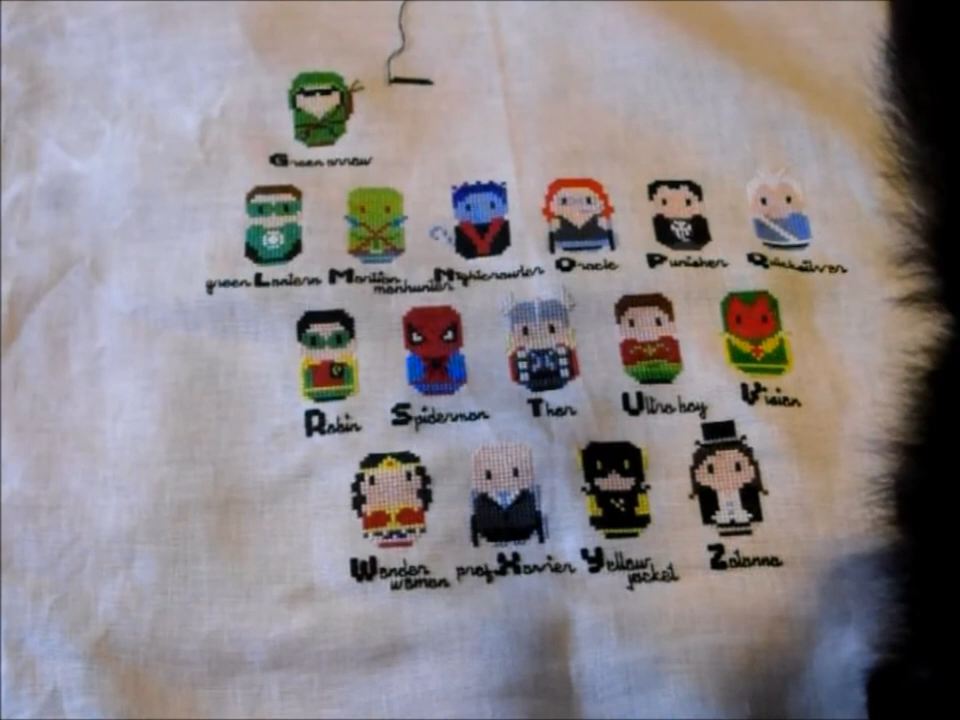 Green arrow
green Lantern Martian Nightcrawler Oracle Punisher Quicksilver
manhunter
Robin Spiderman Thor Ultra boy Vision
Wonder prof. Xavier Yellow Zatanna
woman jacket